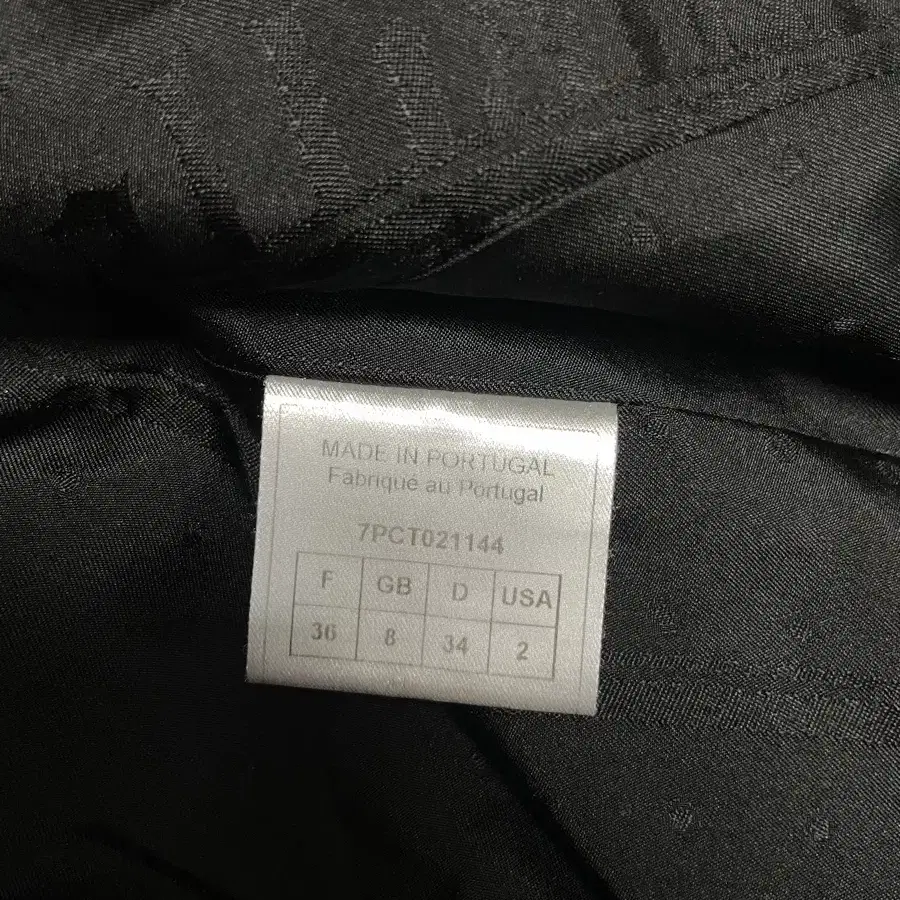 MADE IN PORTUGAL
Fabriqué au Portugal
7PCT021144
F GB D USA
36 8 34 2